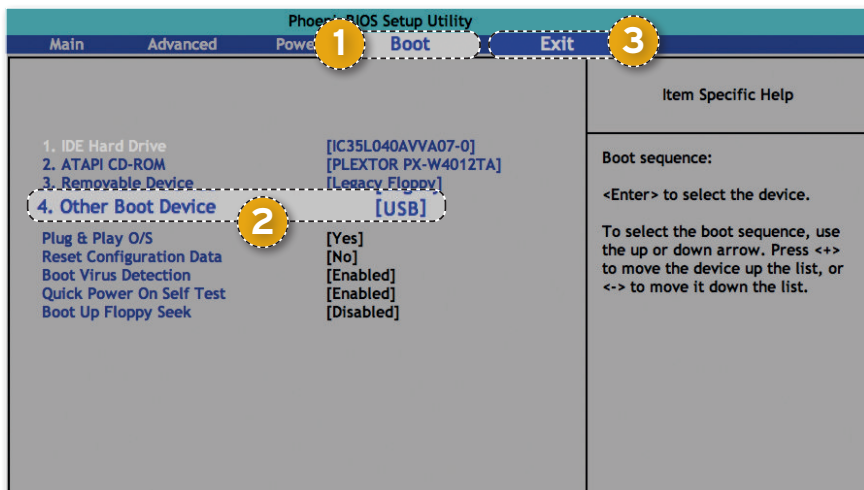 Phoenix BIOS Setup Utility
Main Advanced Power Boot Exit
1 3
Item Specific Help
1. IDE Hard Drive [IC35L040AVVA07-0]
2. ATAPI CD-ROM [PLEXTOR PX-W4012TA]
3. Removable Device [Legacy Floppy]
4. Other Boot Device [USB]
2
Plug & Play O/S [Yes]
Reset Configuration Data [No]
Boot Virus Detection [Enabled]
Quick Power On Self Test [Enabled]
Boot Up Floppy Seek [Disabled]
Boot sequence:
<Enter> to select the device.
To select the boot sequence, use
the up or down arrow. Press <+>
to move the device up the list, or
<-> to move it down the list.